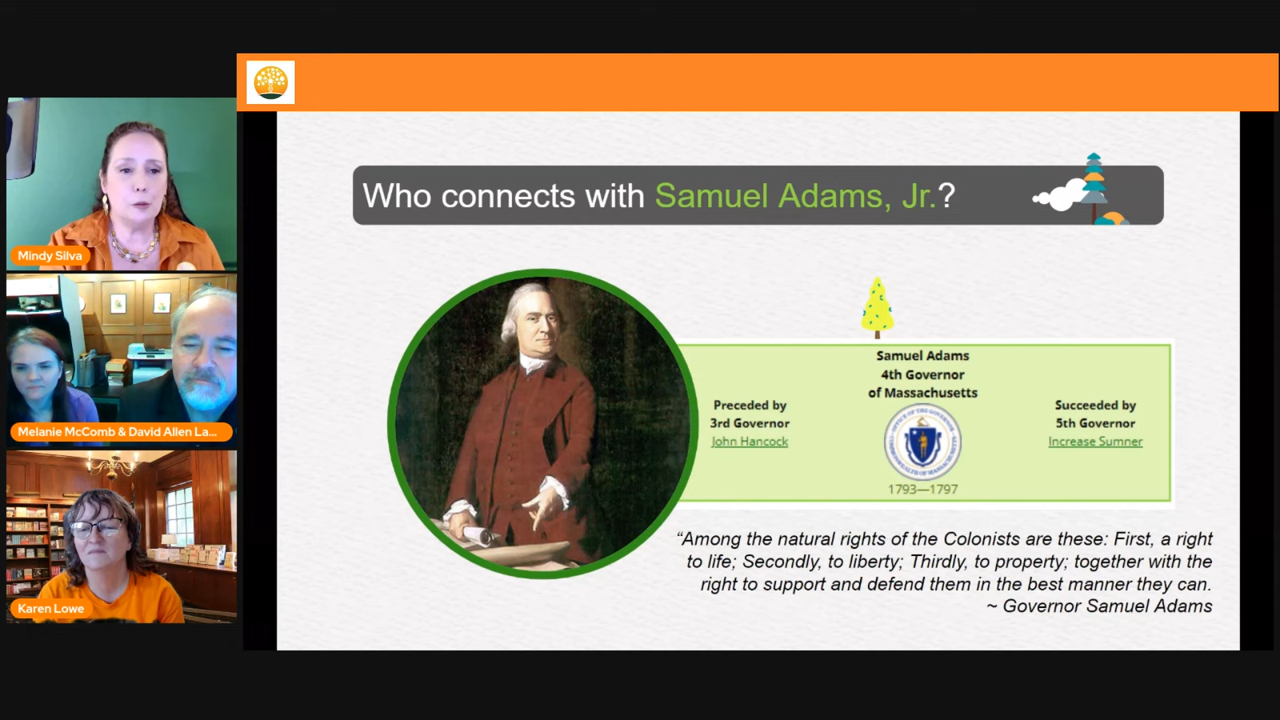 Who connects with Samuel Adams, Jr.?
Mindy Silva
Melanie McComb & David Allen La...
Karen Lowe
Samuel Adams
4th Governor
of Massachusetts
Preceded by
3rd Governor
John Hancock
1793—1797
Succeeded by
5th Governor
Increase Sumner
“Among the natural rights of the Colonists are these: First, a right
to life; Secondly, to liberty; Thirdly, to property; together with the
right to support and defend them in the best manner they can.
~ Governor Samuel Adams